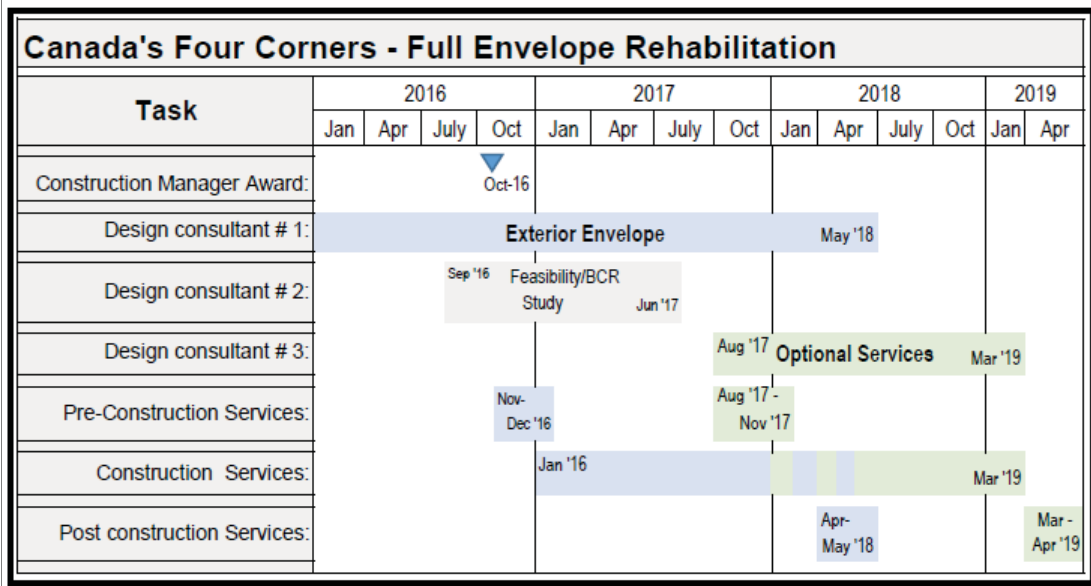 Canada's Four Corners - Full Envelope Rehabilitation
Task
2016 2017 2018 2019
Jan Apr July Oct Jan Apr July Oct Jan Apr July Oct Jan Apr
Construction Manager Award:
Oct-16
Design consultant # 1:
Exterior Envelope
May '18
Design consultant # 2:
Sep '16
Feasibility/BCR
Study
Jun '17
Design consultant # 3:
Aug '17
Optional Services
Mar '19
Pre-Construction Services:
Nov-
Dec '16
Aug '17 -
Nov '17
Construction Services:
Jan '16
Mar '19
Post construction Services:
Apr-
May '18
Mar -
Apr '19